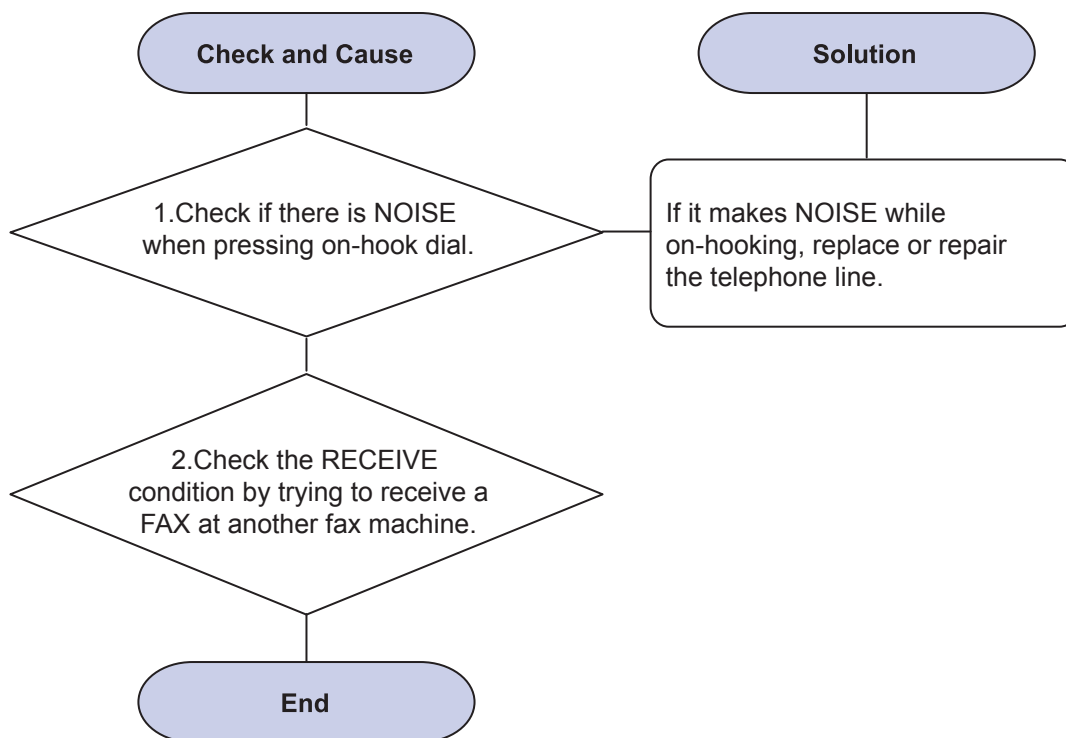 Check and Cause
Solution
1.Check if there is NOISE
when pressing on-hook dial.
If it makes NOISE while
on-hooking, replace or repair
the telephone line.
2.Check the RECEIVE
condition by trying to receive a
FAX at another fax machine.
End